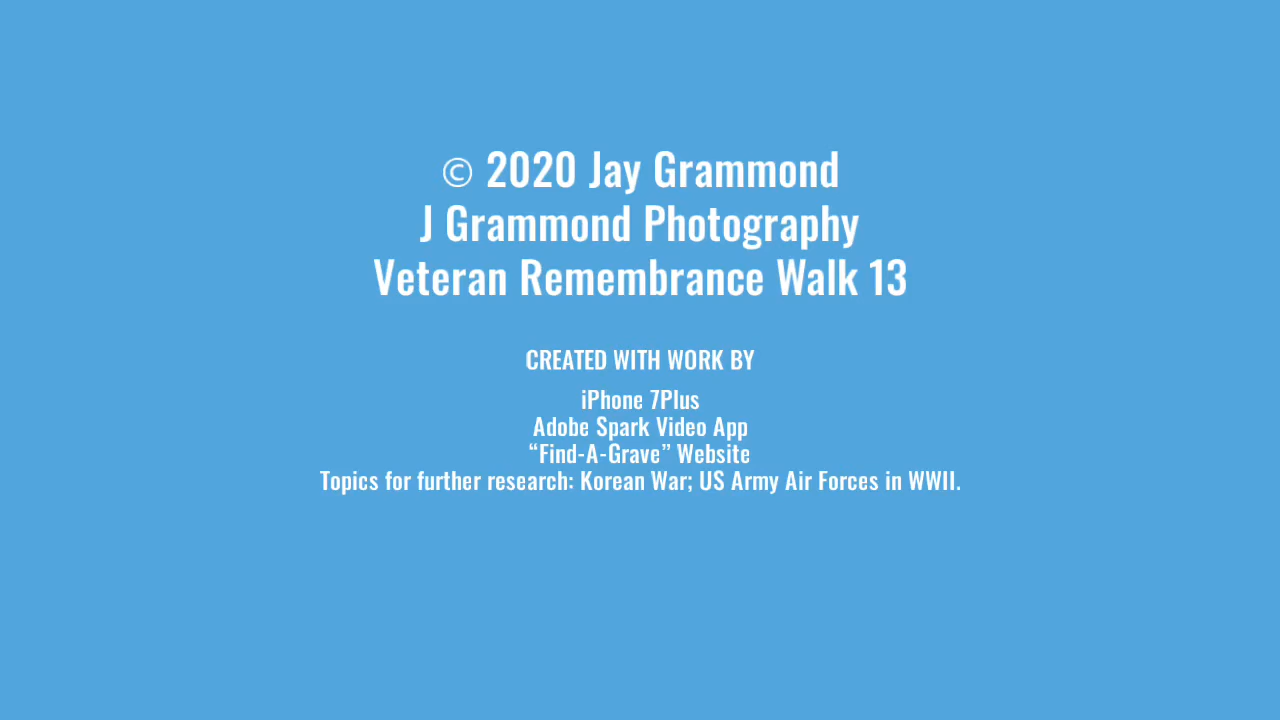 © 2020 Jay Grammond
J Grammond Photography
Veteran Remembrance Walk 13
CREATED WITH WORK BY
iPhone 7Plus
Adobe Spark Video App
“Find-A-Grave” Website
Topics for further research: Korean War; US Army Air Forces in WWII.